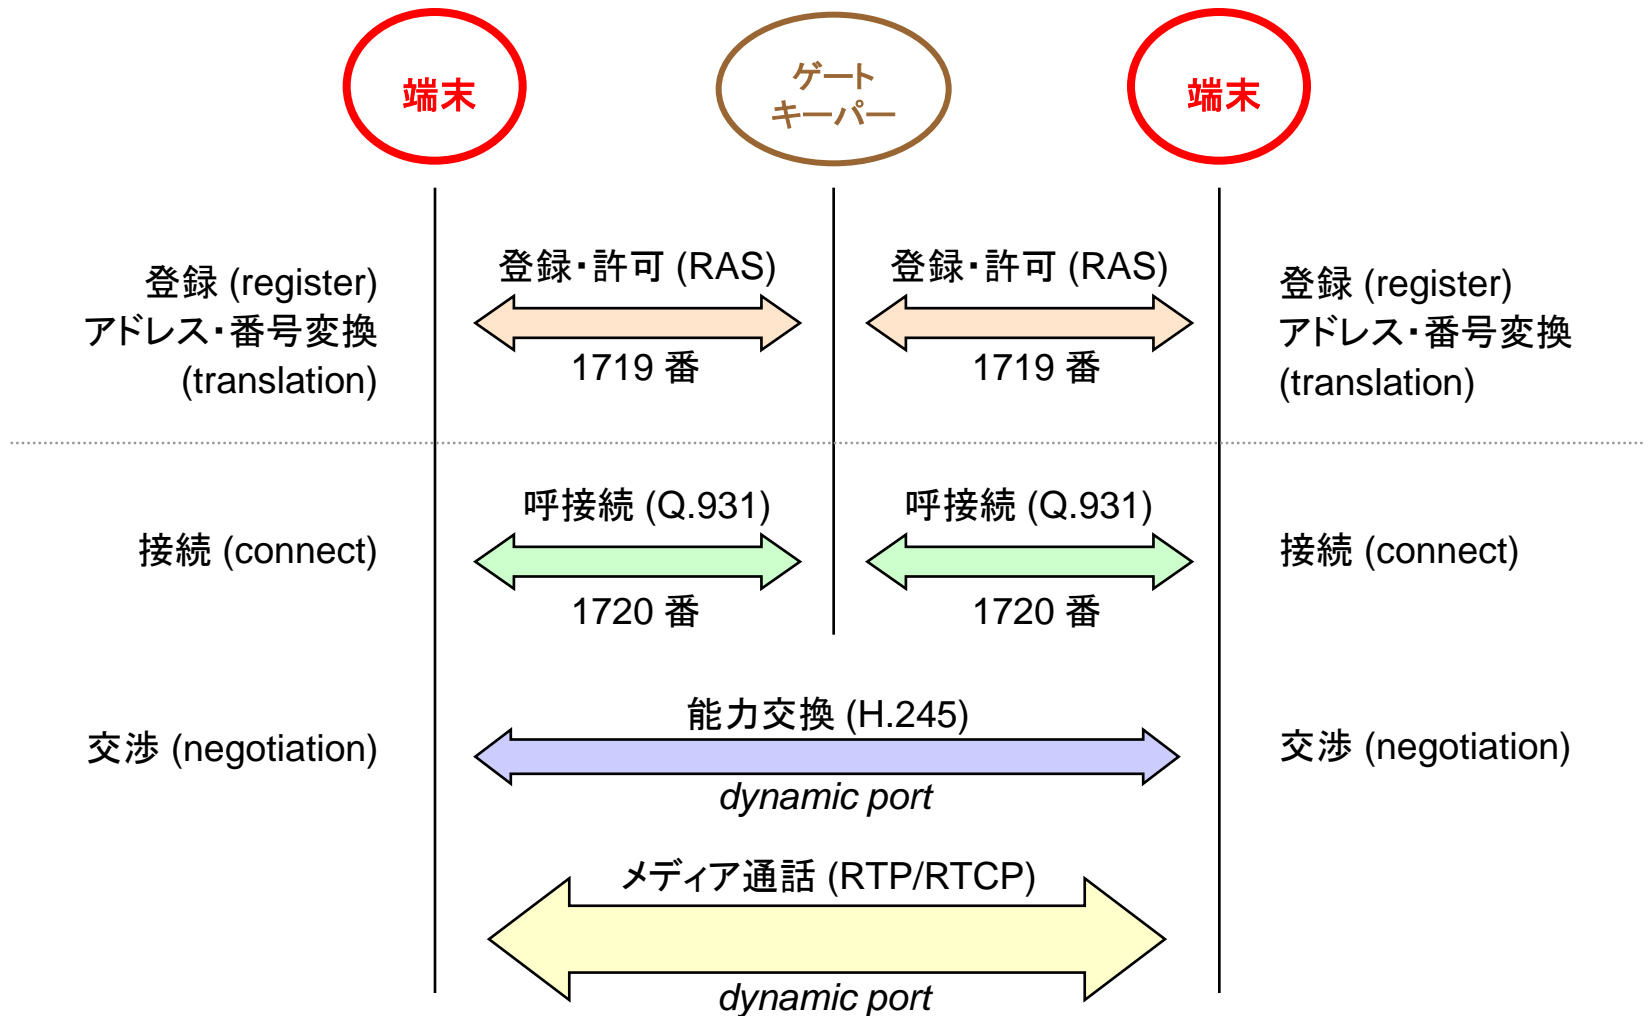 端末
ゲート
キーパー
端末
登録 (register)
アドレス・番号変換
(translation)
登録・許可 (RAS)
1719 番
登録・許可 (RAS)
1719 番
登録 (register)
アドレス・番号変換
(translation)
接続 (connect)
呼接続 (Q.931)
1720 番
呼接続 (Q.931)
1720 番
接続 (connect)
交渉 (negotiation)
能力交換 (H.245)
dynamic port
交渉 (negotiation)
メディア通話 (RTP/RTCP)
dynamic port